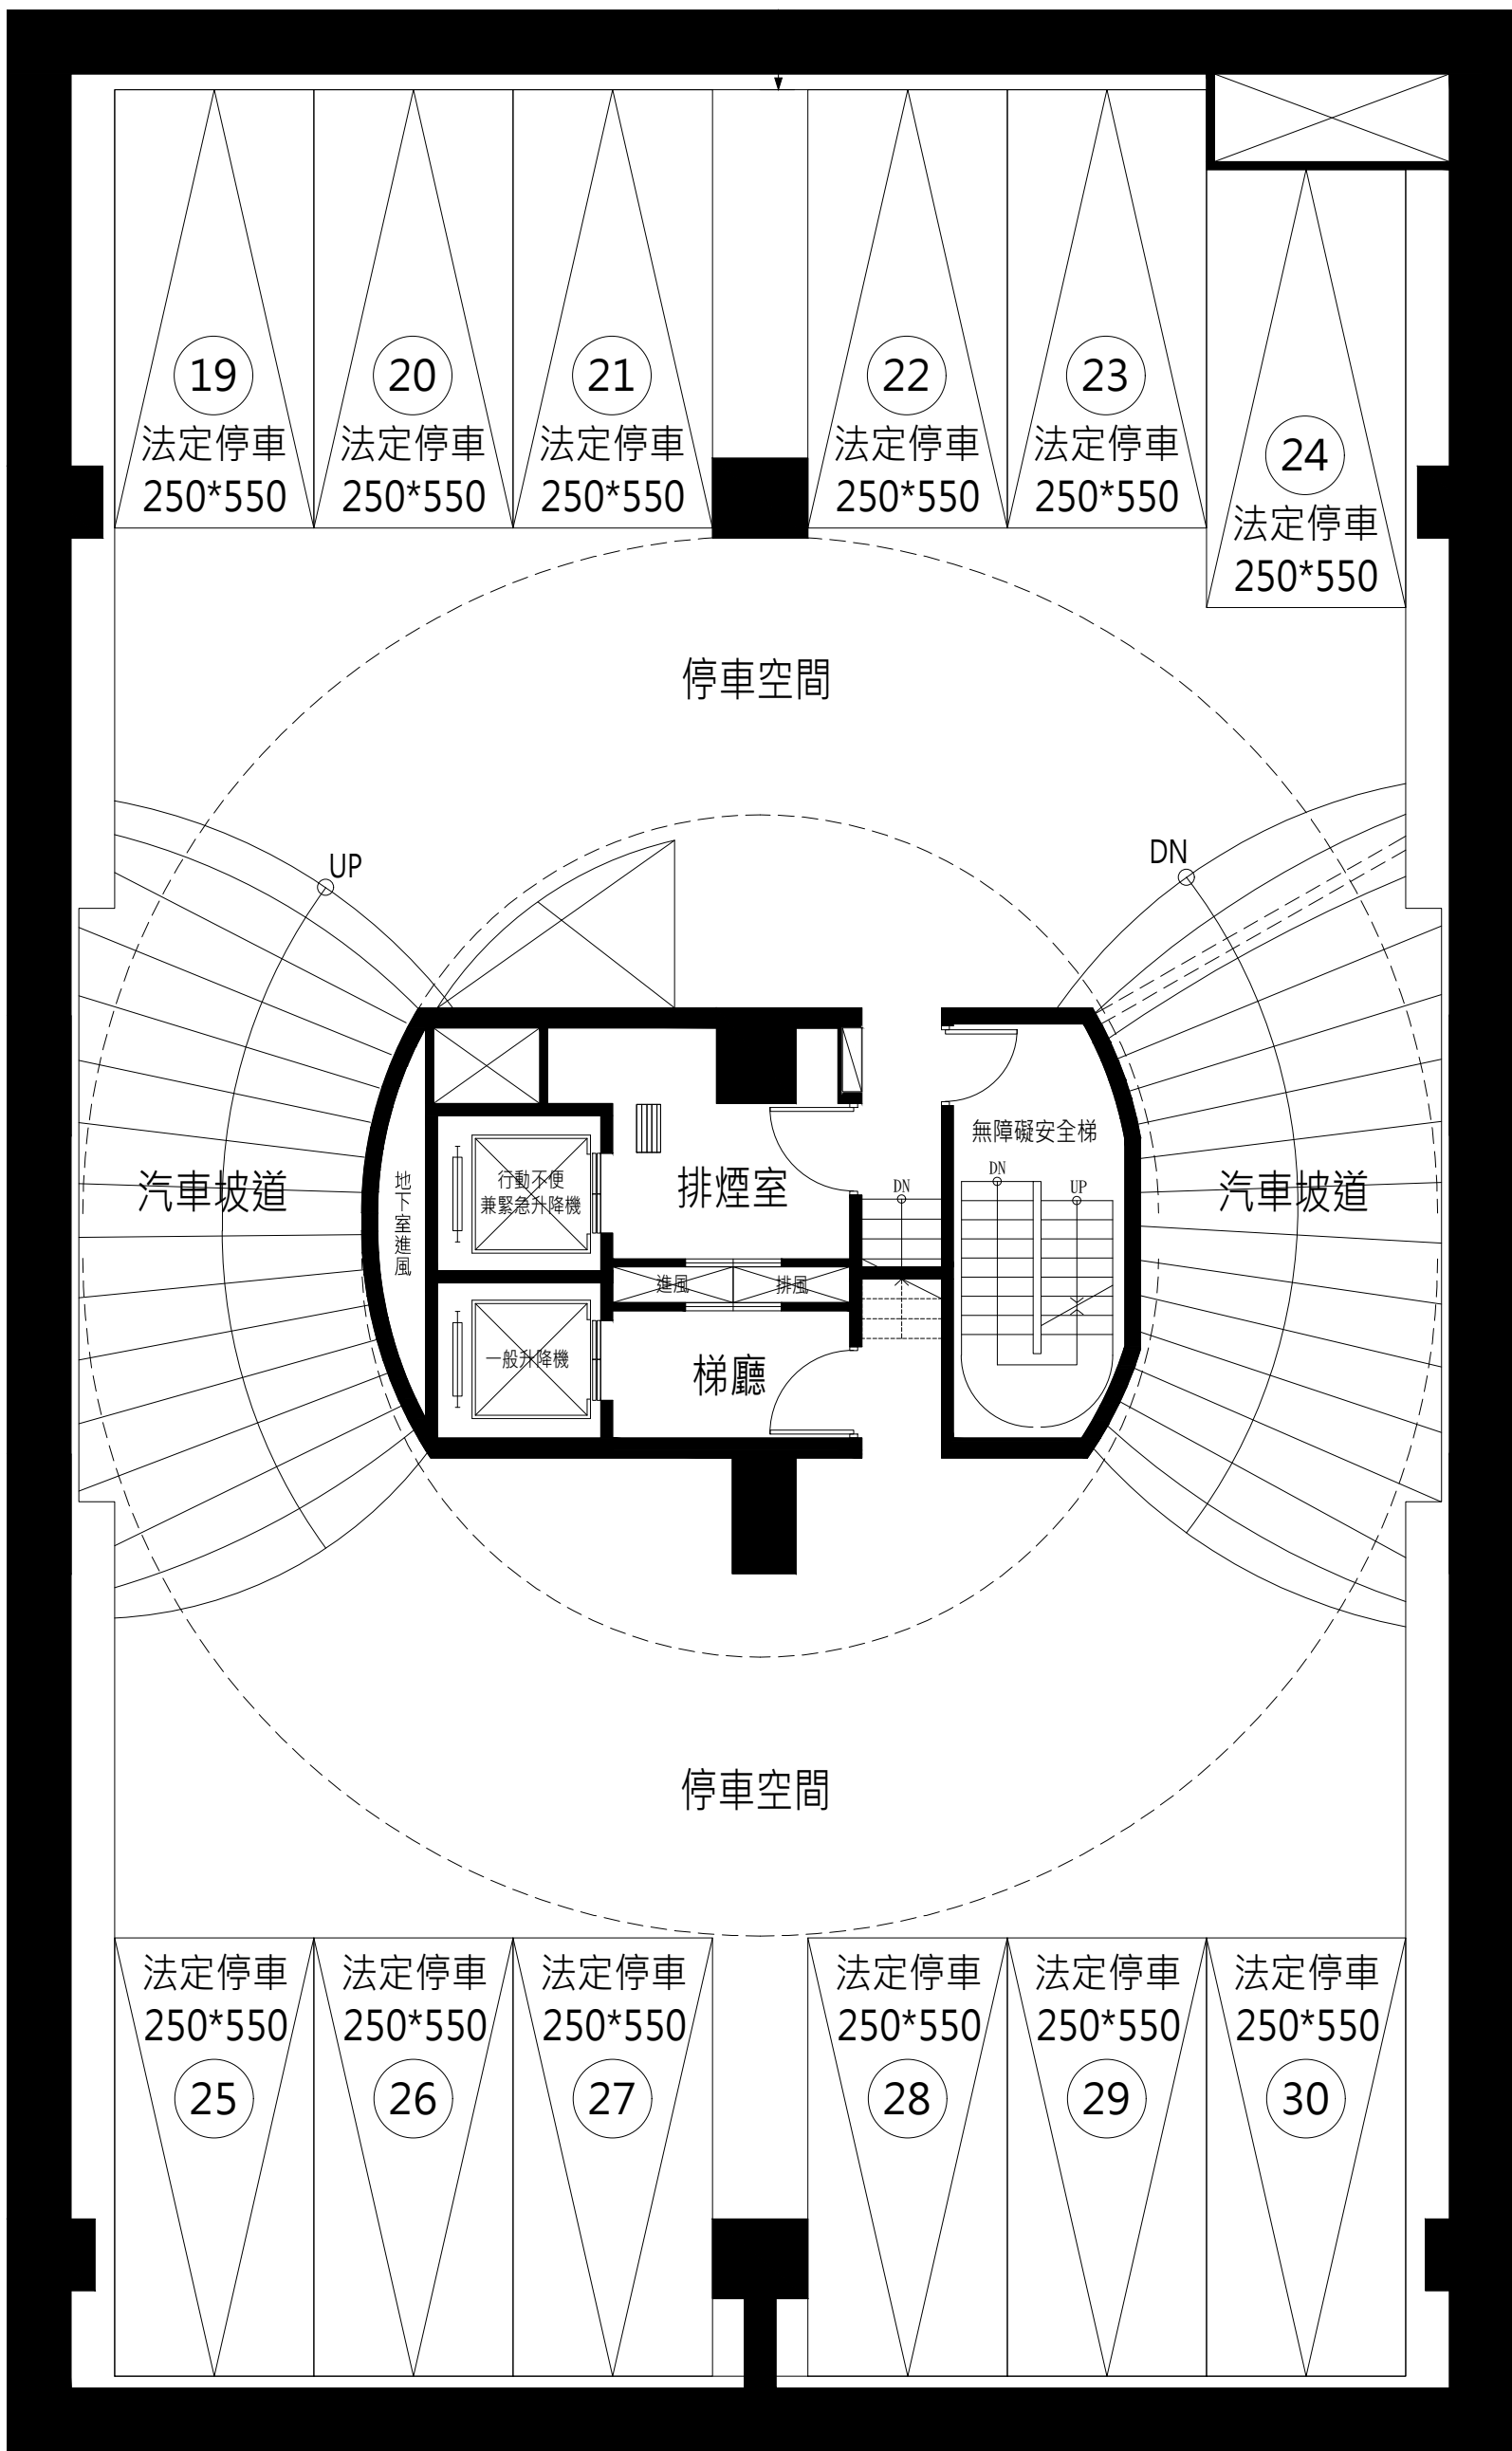 19
法定停車
250*550
20
法定停車
250*550
21
法定停車
250*550
22
法定停車
250*550
23
法定停車
250*550
24
法定停車
250*550
停車空間
UP
DN
無障礙安全梯
DN
UP
DN
汽車坡道
地下室進風
行動不便
兼緊急升降機
排煙室
汽車坡道
進風
排風
一般升降機
梯廳
停車空間
法定停車
250*550
25
法定停車
250*550
26
法定停車
250*550
27
法定停車
250*550
28
法定停車
250*550
29
法定停車
250*550
30